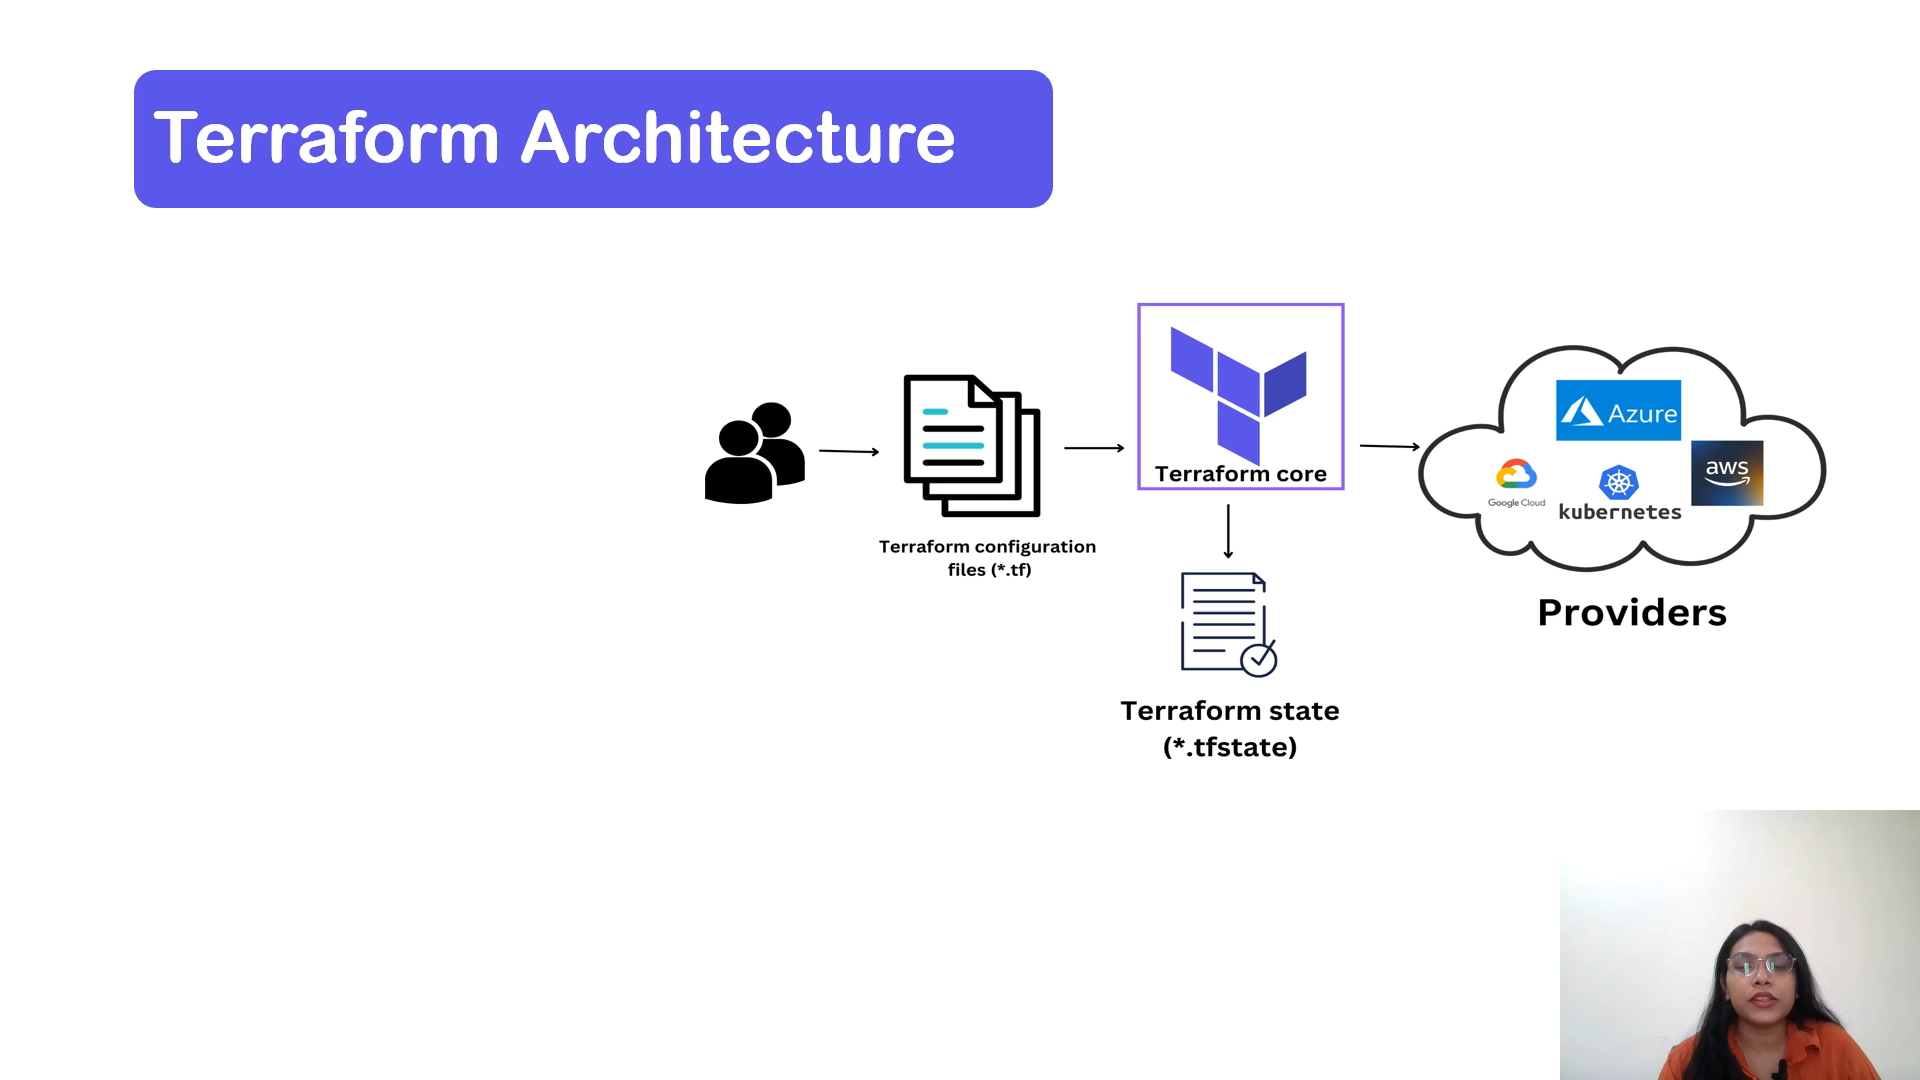 Terraform Architecture
Terraform configuration
files (*.tf)
Terraform core
Terraform state
(*.tfstate)
Azure
Google Cloud
kubernetes
aws
Providers